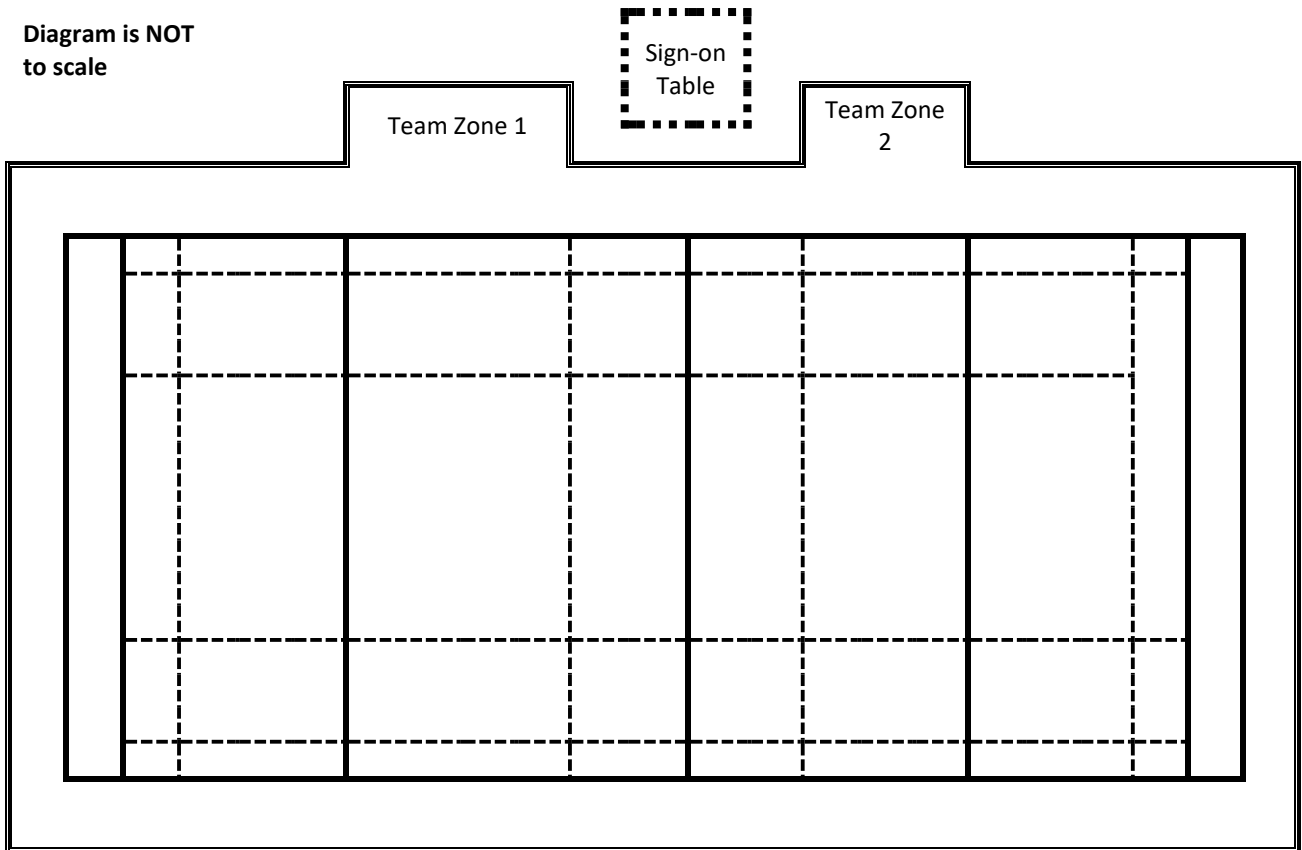 Diagram is NOT
to scale
Sign-on
Table
Team Zone 1
Team Zone
2